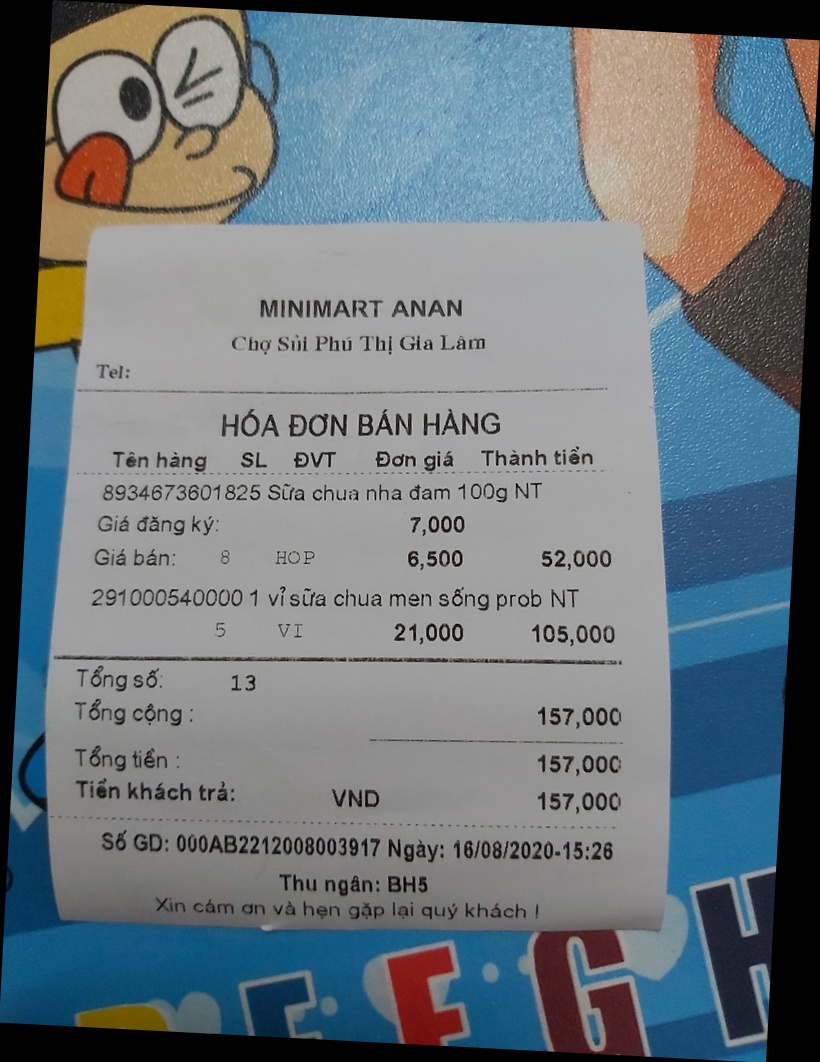 MINIMART ANAN
Chợ Sủi Phú Thị Gia Lâm
Tel:
HÓA ĐƠN BÁN HÀNG
Tên hàng SL ĐVT Đơn giá Thành tiền
8934673601825 Sữa chua nha đam 100g NT
Giá đăng ký: 7,000
Giá bán: 8 HOP 6,500 52,000
291000540000 1 vỉ sữa chua men sống prob NT
5 VI 21,000 105,000
Tổng số: 13
Tổng cộng : 157,000
Tổng tiền : 157,000
Tiền khách trả: VND 157,000
Số GD: 000AB2212008003917 Ngày: 16/08/2020-15:26
Thu ngân: BH5
Xin cám ơn và hẹn gặp lại quý khách !
E F G H